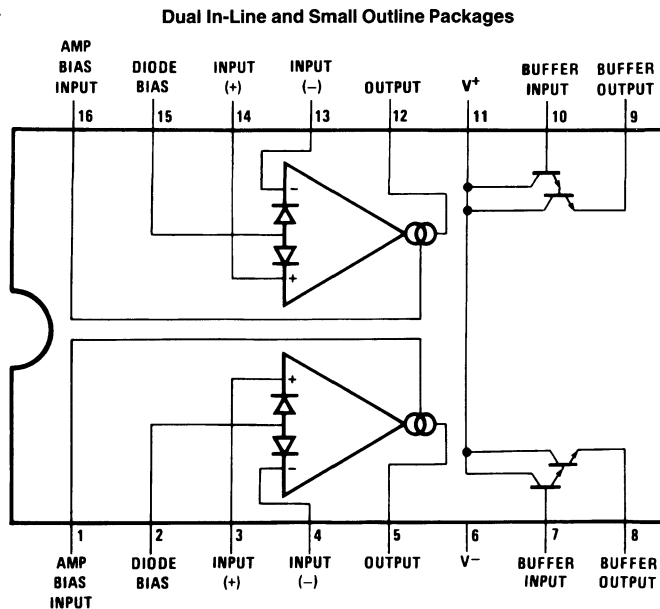 Dual In-Line and Small Outline Packages
AMP
BIAS
INPUT
DIODE
BIAS
INPUT
(+)
INPUT
(−)
OUTPUT
V+
BUFFER
INPUT
BUFFER
OUTPUT
16 15 14 13 12 11 10 9
−
+
+
−
1 2 3 4 5 6 7 8
AMP
BIAS
INPUT
DIODE
BIAS
INPUT
(+)
INPUT
(−)
OUTPUT
V−
BUFFER
INPUT
BUFFER
OUTPUT